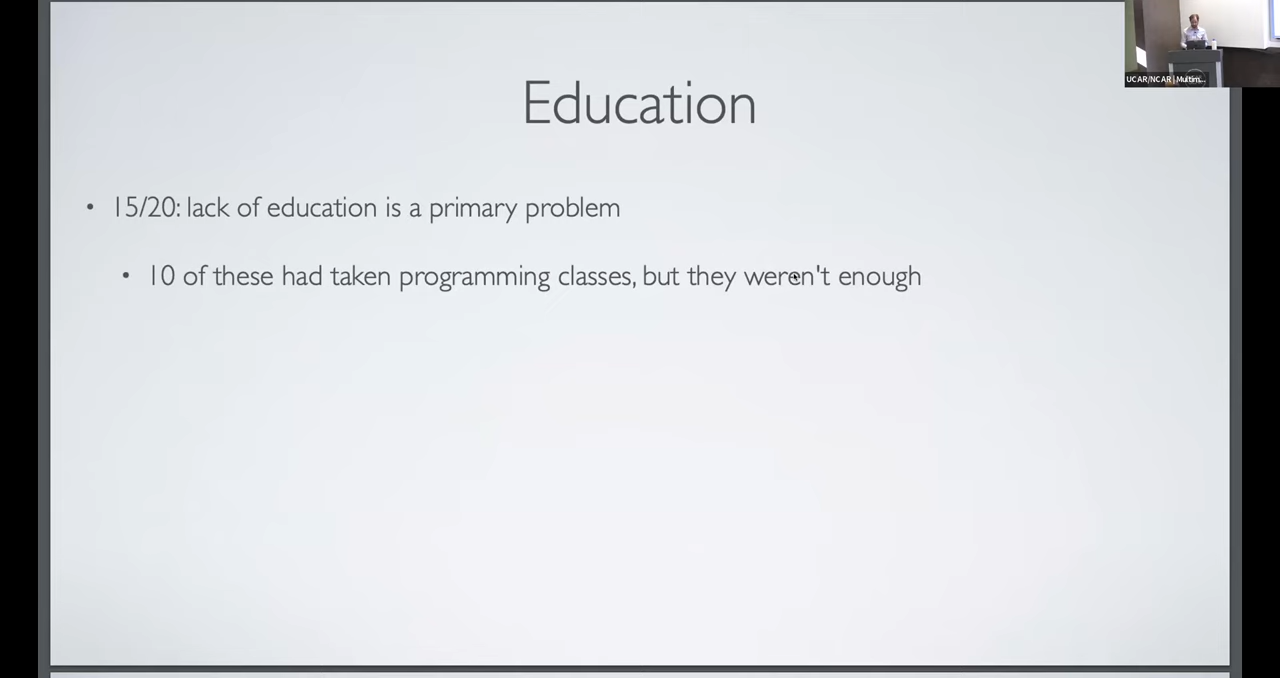 Education
• 15/20: lack of education is a primary problem
• 10 of these had taken programming classes, but they weren't enough
UCAR/NCAR | Multim...